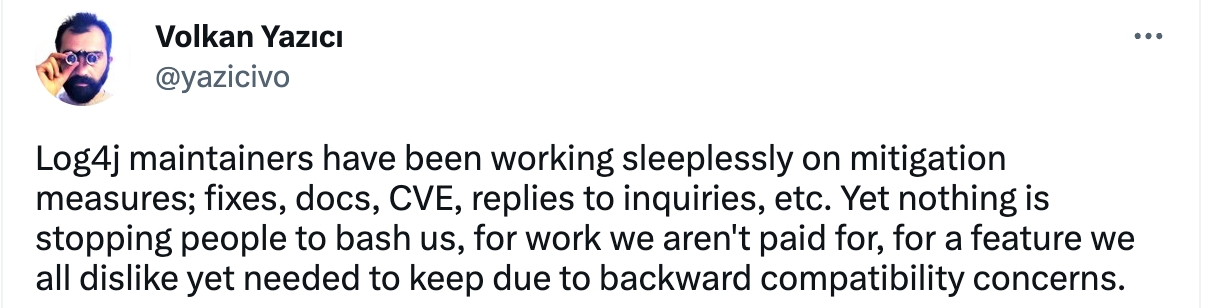 Volkan Yazıcı
@yazicivo
Log4j maintainers have been working sleeplessly on mitigation
measures; fixes, docs, CVE, replies to inquiries, etc. Yet nothing is
stopping people to bash us, for work we aren't paid for, for a feature we
all dislike yet needed to keep due to backward compatibility concerns.